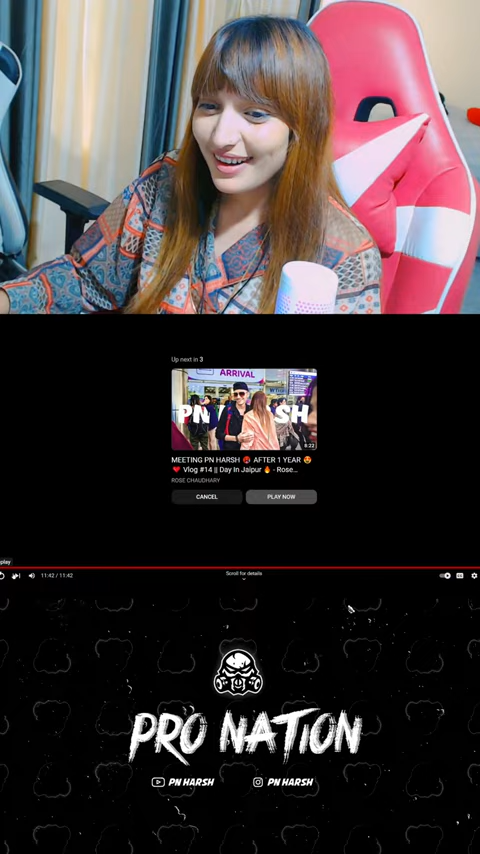 Up next in 3
ARRIVAL
PN HARSH
8:22
MEETING PN HARSH 👹 AFTER 1 YEAR 😍
❤️ Vlog #14 || Day In Jaipur 🔥 - Rose...
ROSE CHAUDHARY
CANCEL
PLAY NOW
play
11:42 / 11:42
Scroll for details
PRO NATION
PN HARSH
PN HARSH